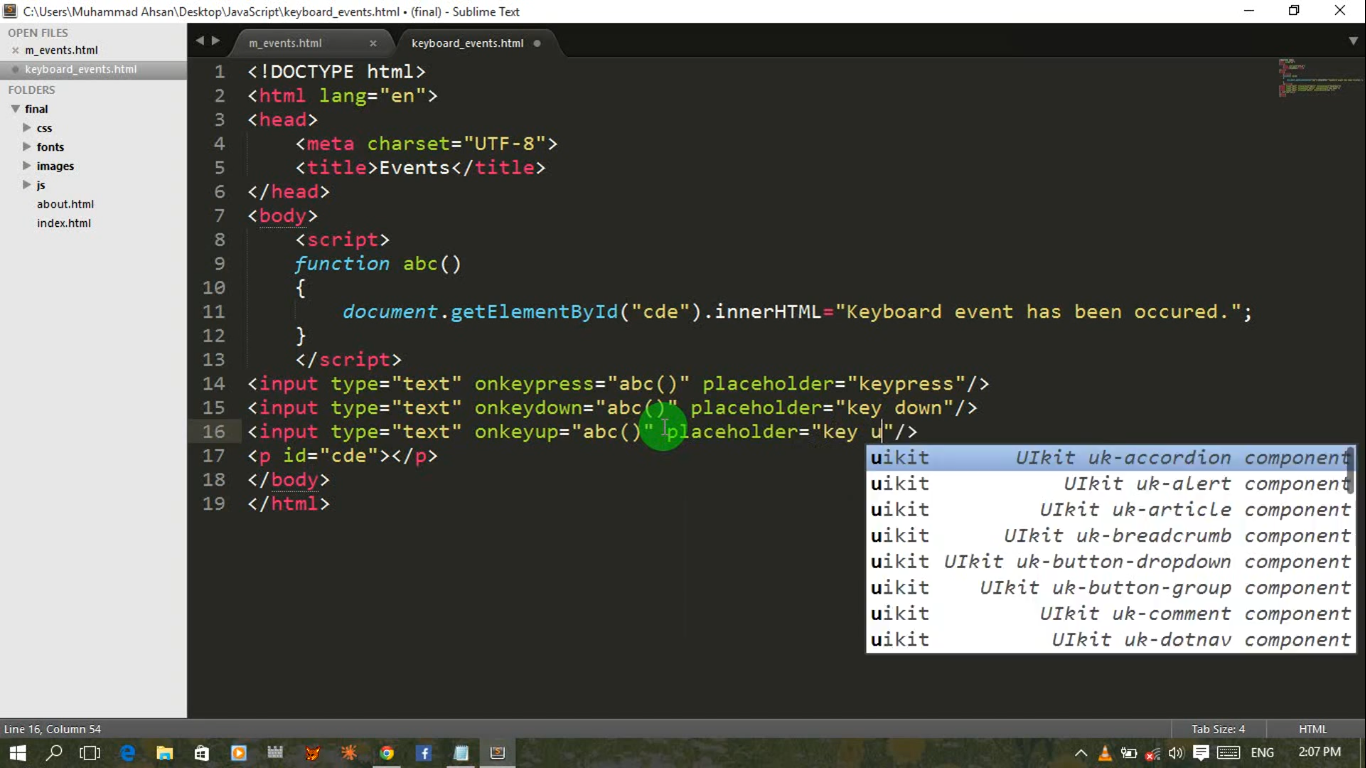 C:\Users\Muhammad Ahsan\Desktop\JavaScript\keyboard_events.html • (final) - Sublime Text
OPEN FILES
m_events.html
keyboard_events.html
FOLDERS
final
css
fonts
images
js
about.html
index.html
m_events.html
keyboard_events.html
1 <!DOCTYPE html>
2 <html lang="en">
3 <head>
4 <meta charset="UTF-8">
5 <title>Events</title>
6 </head>
7 <body>
8 <script>
9 function abc()
10 {
11 document.getElementById("cde").innerHTML="Keyboard event has been occured.";
12 }
13 </script>
14 <input type="text" onkeypress="abc()" placeholder="keypress"/>
15 <input type="text" onkeydown="abc()" placeholder="key down"/>
16 <input type="text" onkeyup="abc()" placeholder="key u"/>
17 <p id="cde"></p>
18 </body>
19 </html>
uikit UIkit uk-accordion component
uikit UIkit uk-alert component
uikit UIkit uk-article component
uikit UIkit uk-breadcrumb component
uikit UIkit uk-button-dropdown component
uikit UIkit uk-button-group component
uikit UIkit uk-comment component
uikit UIkit uk-dotnav component
Line 16, Column 54
Tab Size: 4
HTML
ENG
2:07 PM